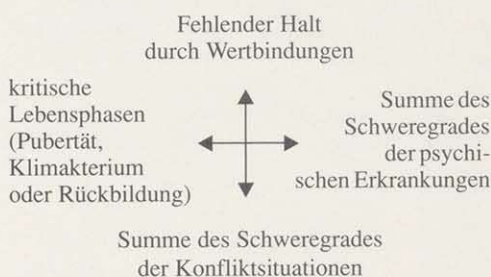 Fehlender Halt
durch Wertbindungen
kritische
Lebensphasen
(Pubertät,
Klimakterium
oder Rückbildung)
Summe des
Schweregrades
der psychi-
schen Erkrankungen
Summe des Schweregrades
der Konfliktsituationen